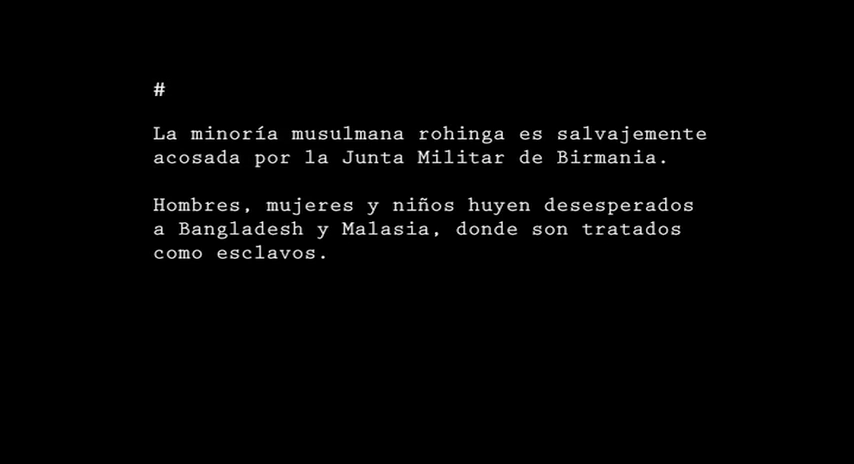 #
La minoría musulmana rohinga es salvajemente
acosada por la Junta Militar de Birmania.
Hombres, mujeres y niños huyen desesperados
a Bangladesh y Malasia, donde son tratados
como esclavos.